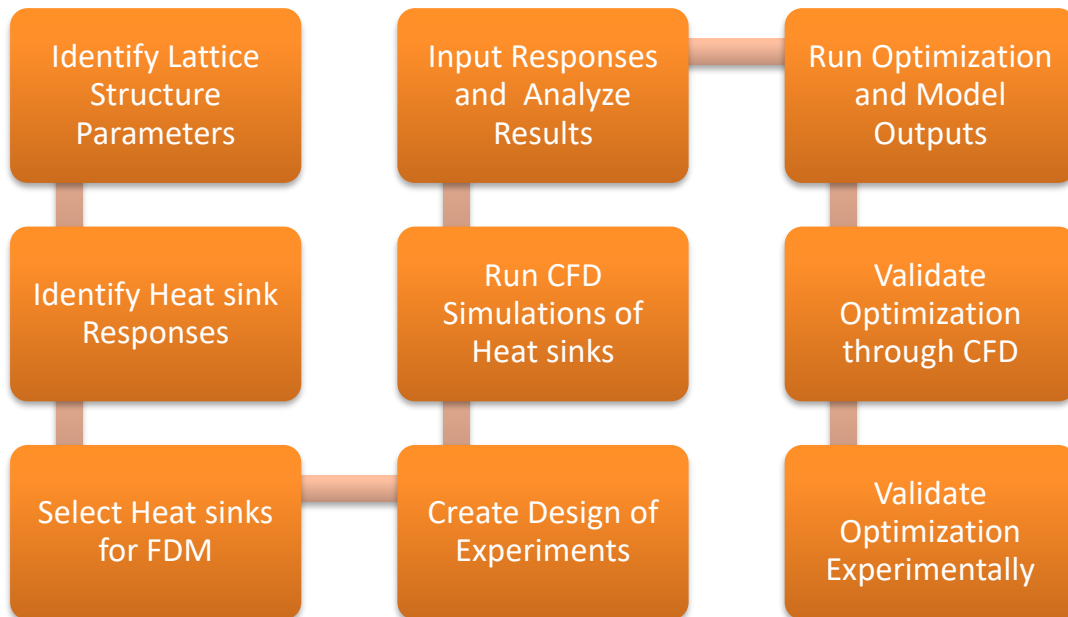 Identify Lattice
Structure
Parameters
Identify Heat sink
Responses
Select Heat sinks
for FDM
Create Design of
Experiments
Run CFD
Simulations of
Heat sinks
Input Responses
and  Analyze
Results
Run Optimization
and Model
Outputs
Validate
Optimization
through CFD
Validate
Optimization
Experimentally